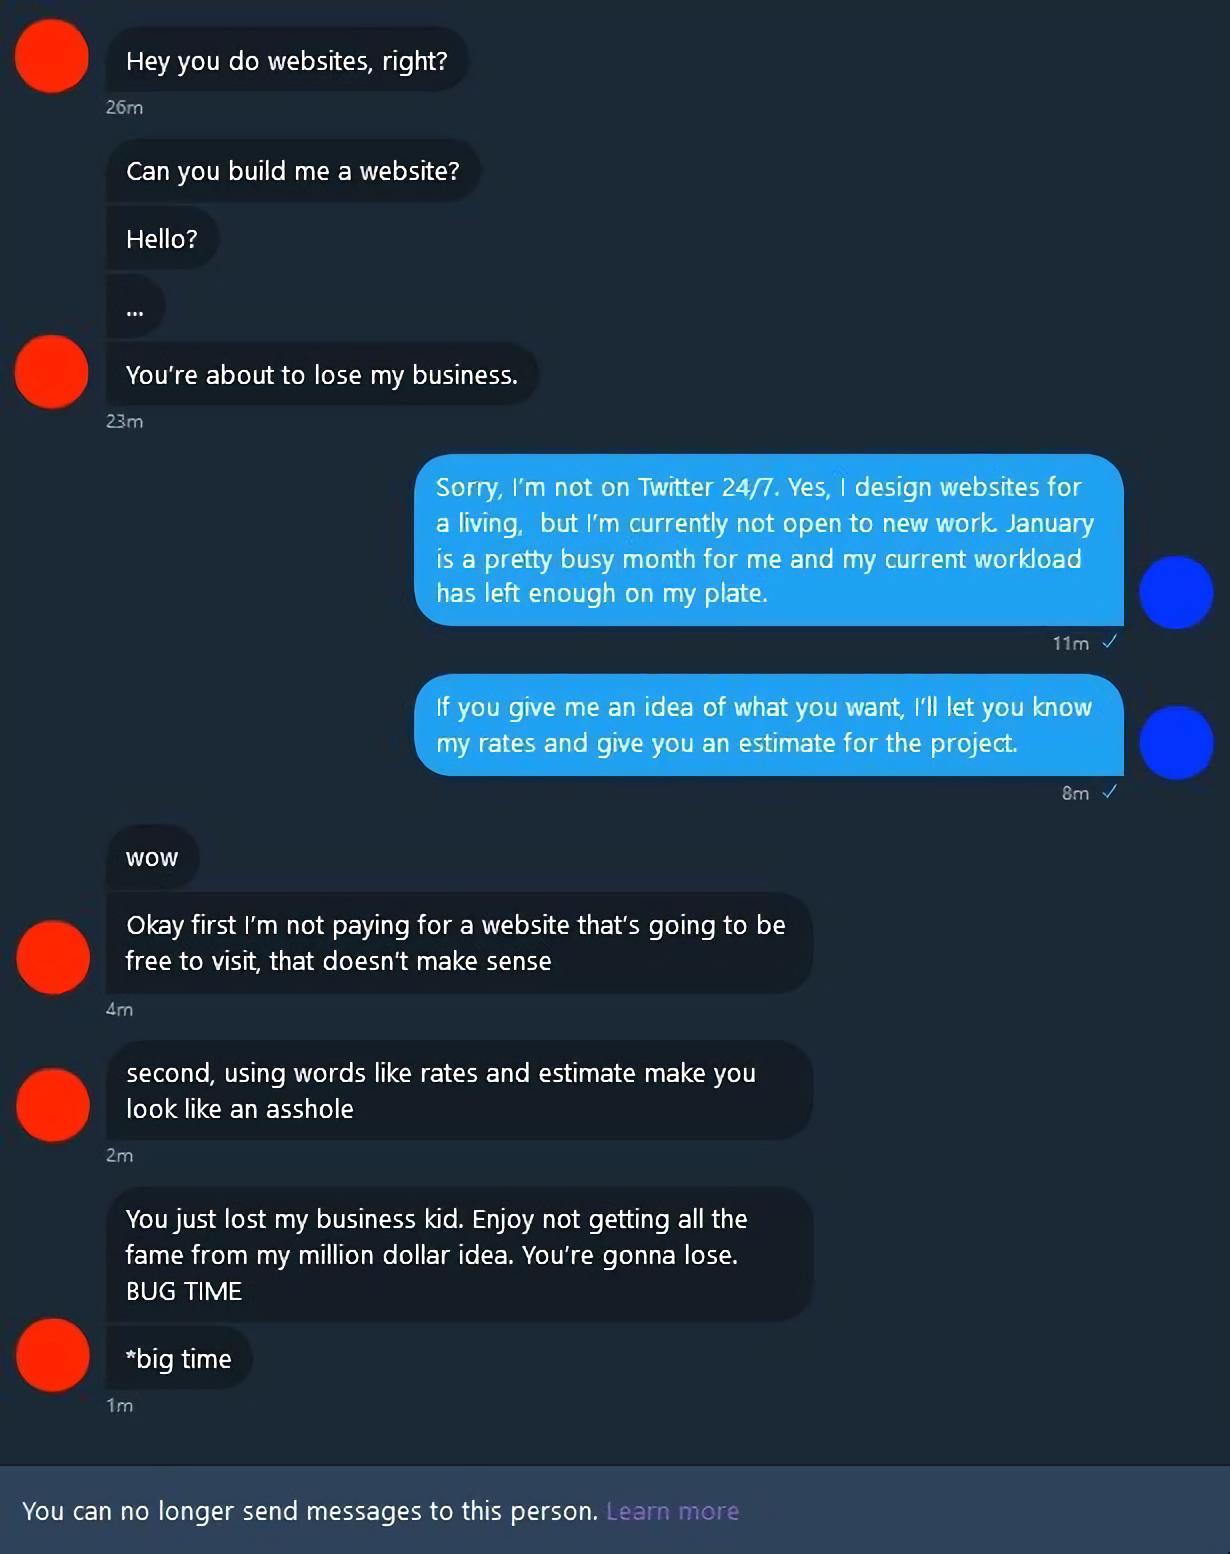 Hey you do websites, right?
26m
Can you build me a website?
Hello?
...
You're about to lose my business.
23m
Sorry, I'm not on Twitter 24/7. Yes, I design websites for
a living,  but I'm currently not open to new work. January
is a pretty busy month for me and my current workload
has left enough on my plate.
11m ✓
If you give me an idea of what you want, I'll let you know
my rates and give you an estimate for the project.
8m ✓
wow
Okay first I'm not paying for a website that's going to be
free to visit, that doesn't make sense
4m
second, using words like rates and estimate make you
look like an asshole
2m
You just lost my business kid. Enjoy not getting all the
fame from my million dollar idea. You're gonna lose.
BUG TIME
*big time
1m
You can no longer send messages to this person. Learn more